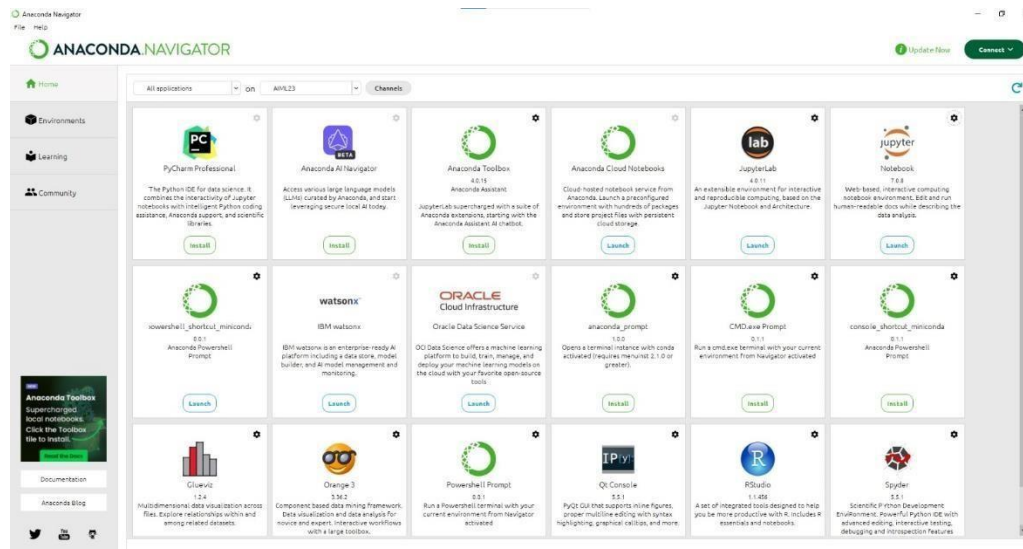 Anaconda Navigator
File Help
ANACONDA.NAVIGATOR
Update Now
Connect
Home
Environments
Learning
Community
All applications
on
AIML23
Channels
PC
PyCharm Professional
The Python IDE for data science. It
combines the interactivity of Jupyter
notebooks with intelligent Python coding
assistance, Anaconda support, and scientific
libraries.
Install
BETA
Anaconda AI Navigator
Access various large language models
(LLMs) curated by Anaconda, and start
leveraging secure local AI today.
Install
Anaconda Toolbox
4.0.15
Anaconda Assistant
JupyterLab supercharged with a suite of
Anaconda extensions, starting with the
Anaconda Assistant AI chatbot.
Install
Anaconda Cloud Notebooks
Cloud-hosted notebook service from
Anaconda. Launch a preconfigured
environment with hundreds of packages
and store project files with persistent
cloud storage.
Launch
lab
JupyterLab
4.0.11
An extensible environment for interactive
and reproducible computing, based on the
Jupyter Notebook and Architecture.
Launch
jupyter
Notebook
7.0.8
Web-based, interactive computing
notebook environment. Edit and run
human-readable docs while describing the
data analysis.
Launch
powershell_shortcut_miniconda
0.0.1
Anaconda Powershell
Prompt
Launch
watsonx
IBM watsonx
IBM watsonx is an enterprise-ready AI
platform including a data store, model
builder, and AI model management and
monitoring.
Launch
ORACLE
Cloud Infrastructure
Oracle Data Science Service
OCI Data Science offers a machine learning
platform to build, train, manage, and
deploy your machine learning models on
the cloud with your favorite open-source
tools
Launch
anaconda_prompt
1.0.0
Opens a terminal instance with conda
activated (requires menuinst 2.1.0 or
greater).
Install
CMD.exe Prompt
0.1.1
Run a cmd.exe terminal with your current
environment from Navigator activated
Install
console_shortcut_miniconda
0.1.1
Anaconda Powershell
Prompt
Install
Glueviz
1.2.4
Multidimensional data visualization across
files. Explore relationships within and
among related datasets.
Orange 3
3.36.2
Component based data mining framework.
Data visualization and data analysis for
novice and expert. Interactive workflows
with a large toolbox.
Powershell Prompt
0.0.1
Run a Powershell terminal with your
current environment from Navigator
activated
IP[y]:
Qt Console
5.5.1
PyQt GUI that supports inline figures,
proper multiline editing with syntax
highlighting, graphical calltips, and more.
R
RStudio
1.1.456
A set of integrated tools designed to help
you be more productive with R. Includes R
essentials and notebooks.
Spyder
5.5.1
Scientific Python Development
EnviRonment. Powerful Python IDE with
advanced editing, interactive testing,
debugging and introspection features
Anaconda Toolbox
Supercharged
local notebooks.
Click the Toolbox
tile to install.
Read the Docs
Documentation
Anaconda Blog
You
Tube